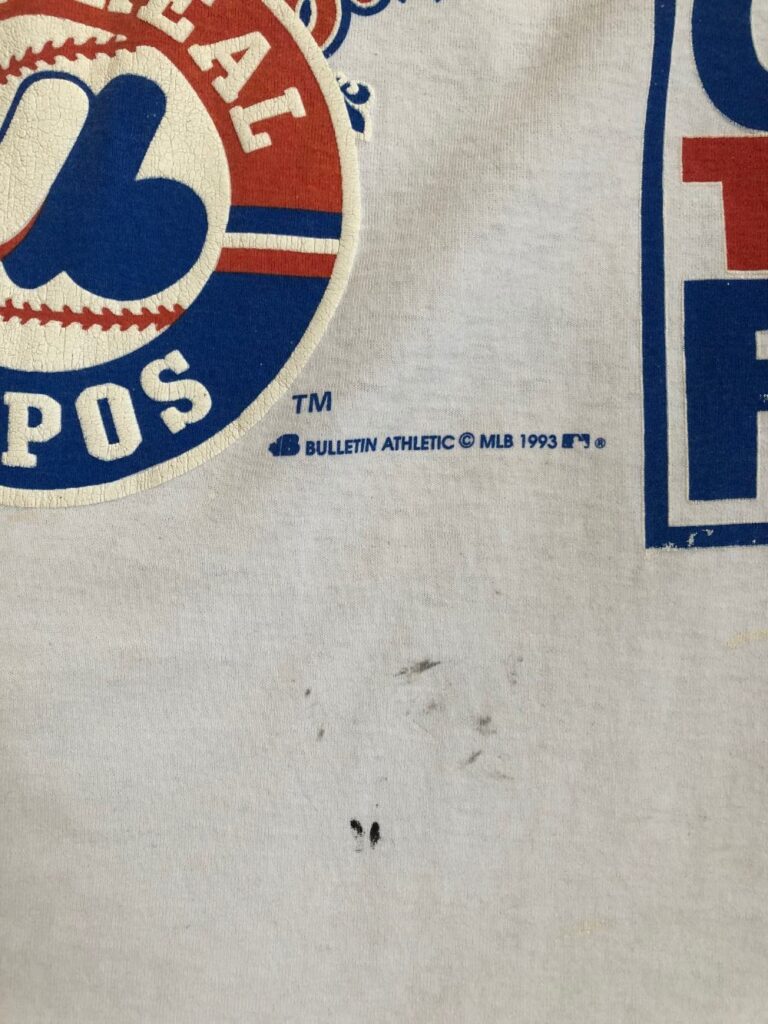 EAL
POS
TM
BULLETIN ATHLETIC © MLB 1993 ®